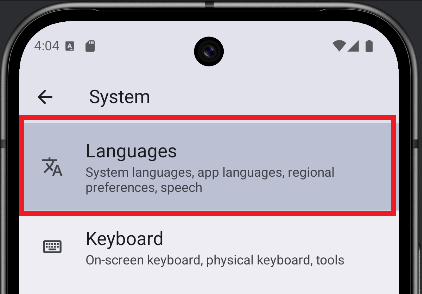 4:04
System
Languages
System languages, app languages, regional
preferences, speech
Keyboard
On-screen keyboard, physical keyboard, tools